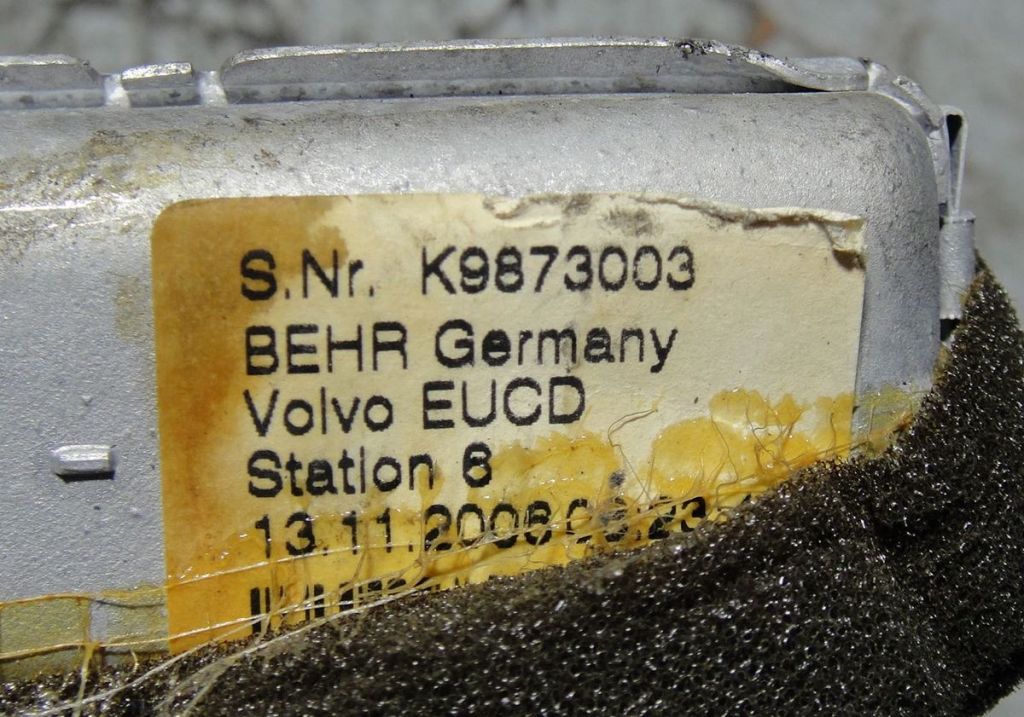 S.Nr. K9873003
BEHR Germany
Volvo EUCD
Station 6
13.11.2006